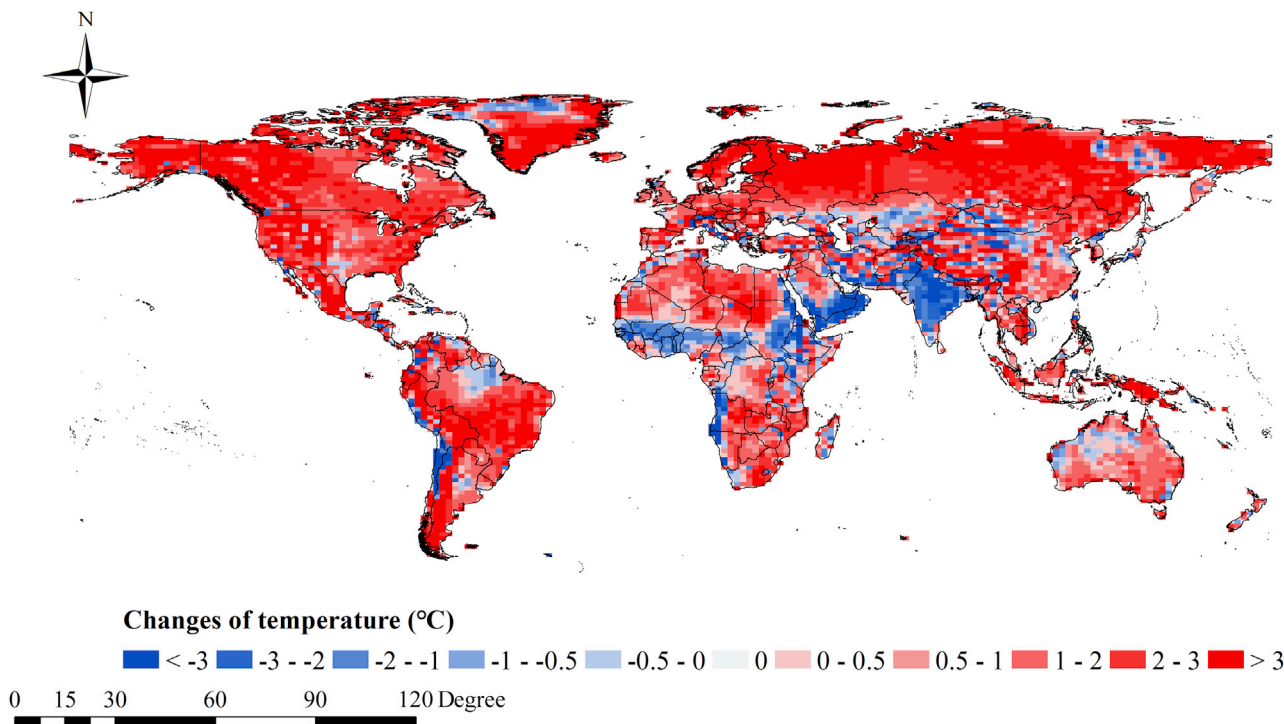 N
Changes of temperature (°C)
< -3 -3 - -2 -2 - -1 -1 - -0.5 -0.5 - 0 0 0 - 0.5 0.5 - 1 1 - 2 2 - 3 > 3
0 15 30 60 90 120 Degree